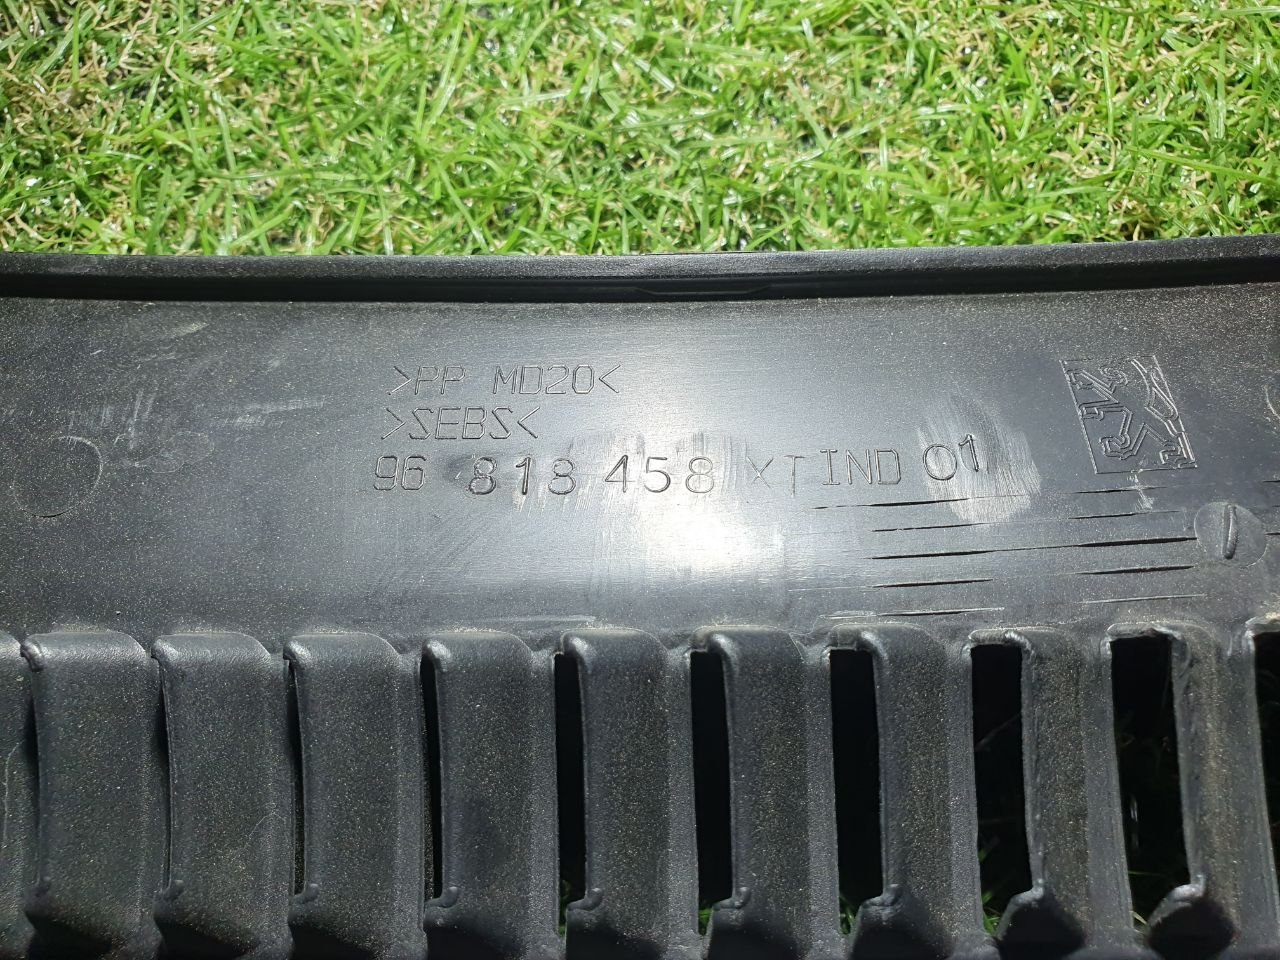 >PP MD20<
>SEBS<
96 818 458 XT IND 01